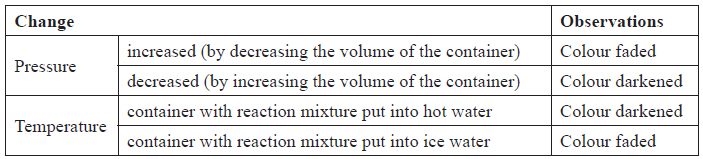 Change Observations
Pressure increased (by decreasing the volume of the container) Colour faded
decreased (by increasing the volume of the container) Colour darkened
Temperature container with reaction mixture put into hot water Colour darkened
container with reaction mixture put into ice water Colour faded